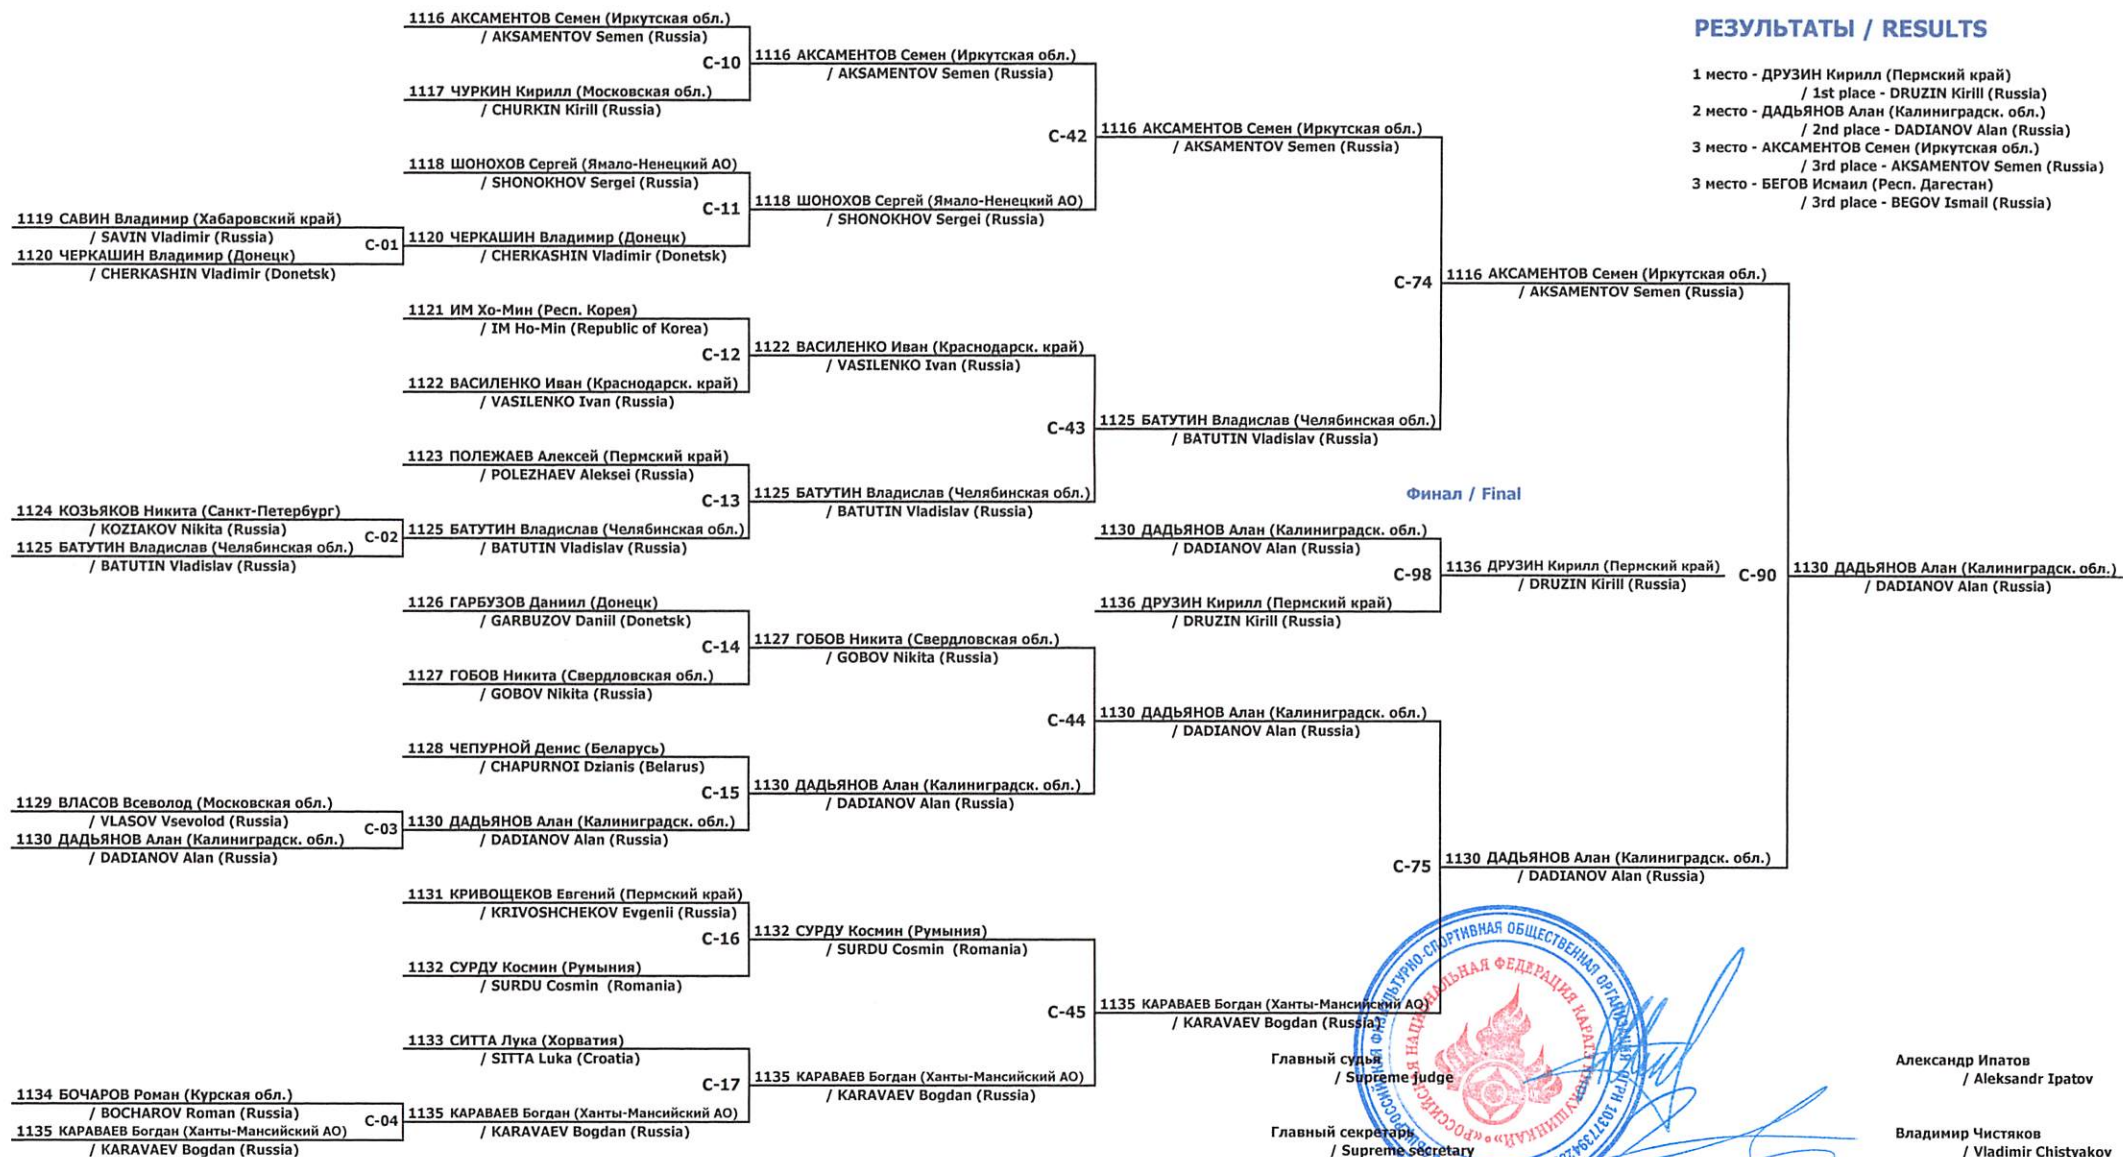 РЕЗУЛЬТАТЫ / RESULTS
1 место - ДРУЗИН Кирилл (Пермский край)
/ 1st place - DRUZIN Kirill (Russia)
2 место - ДАДЬЯНОВ Алан (Калиниградск. обл.)
/ 2nd place - DADIANOV Alan (Russia)
3 место - АКСАМЕНТОВ Семен (Иркутская обл.)
/ 3rd place - AKSAMENTOV Semen (Russia)
3 место - БЕГОВ Исмаил (Респ. Дагестан)
/ 3rd place - BEGOV Ismail (Russia)
1119 САВИН Владимир (Хабаровский край)
/ SAVIN Vladimir (Russia)
C-01
1120 ЧЕРКАШИН Владимир (Донецк)
/ CHERKASHIN Vladimir (Donetsk)
1124 КОЗЬЯКОВ Никита (Санкт-Петербург)
/ KOZIAKOV Nikita (Russia)
C-02
1125 БАТУТИН Владислав (Челябинская обл.)
/ BATUTIN Vladislav (Russia)
1129 ВЛАСОВ Всеволод (Московская обл.)
/ VLASOV Vsevolod (Russia)
C-03
1130 ДАДЬЯНОВ Алан (Калиниградск. обл.)
/ DADIANOV Alan (Russia)
1134 БОЧАРОВ Роман (Курская обл.)
/ BOCHAROV Roman (Russia)
C-04
1135 КАРАВАЕВ Богдан (Ханты-Мансийский АО)
/ KARAVAEV Bogdan (Russia)
1116 АКСАМЕНТОВ Семен (Иркутская обл.)
/ AKSAMENTOV Semen (Russia)
C-10
1117 ЧУРКИН Кирилл (Московская обл.)
/ CHURKIN Kirill (Russia)
1118 ШОНОХОВ Сергей (Ямало-Ненецкий АО)
/ SHONOKHOV Sergei (Russia)
C-11
1120 ЧЕРКАШИН Владимир (Донецк)
/ CHERKASHIN Vladimir (Donetsk)
1121 ИМ Хо-Мин (Респ. Корея)
/ IM Ho-Min (Republic of Korea)
C-12
1122 ВАСИЛЕНКО Иван (Краснодарск. край)
/ VASILENKO Ivan (Russia)
1123 ПОЛЕЖАЕВ Алексей (Пермский край)
/ POLEZHAEV Aleksei (Russia)
C-13
1125 БАТУТИН Владислав (Челябинская обл.)
/ BATUTIN Vladislav (Russia)
1126 ГАРБУЗОВ Даниил (Донецк)
/ GARBUZOV Daniil (Donetsk)
C-14
1127 ГОБОВ Никита (Свердловская обл.)
/ GOBOV Nikita (Russia)
1128 ЧЕПУРНОЙ Денис (Беларусь)
/ CHAPURNOI Dzianis (Belarus)
C-15
1130 ДАДЬЯНОВ Алан (Калиниградск. обл.)
/ DADIANOV Alan (Russia)
1131 КРИВОЩЕКОВ Евгений (Пермский край)
/ KRIVOSHCHEKOV Evgenii (Russia)
C-16
1132 СУРДУ Космин (Румыния)
/ SURDU Cosmin (Romania)
1133 СИТТА Лука (Хорватия)
/ SITTA Luka (Croatia)
C-17
1135 КАРАВАЕВ Богдан (Ханты-Мансийский АО)
/ KARAVAEV Bogdan (Russia)
1116 АКСАМЕНТОВ Семен (Иркутская обл.)
/ AKSAMENTOV Semen (Russia)
C-42
1118 ШОНОХОВ Сергей (Ямало-Ненецкий АО)
/ SHONOKHOV Sergei (Russia)
1122 ВАСИЛЕНКО Иван (Краснодарск. край)
/ VASILENKO Ivan (Russia)
C-43
1125 БАТУТИН Владислав (Челябинская обл.)
/ BATUTIN Vladislav (Russia)
1127 ГОБОВ Никита (Свердловская обл.)
/ GOBOV Nikita (Russia)
C-44
1130 ДАДЬЯНОВ Алан (Калиниградск. обл.)
/ DADIANOV Alan (Russia)
1132 СУРДУ Космин (Румыния)
/ SURDU Cosmin (Romania)
C-45
1135 КАРАВАЕВ Богдан (Ханты-Мансийский АО)
/ KARAVAEV Bogdan (Russia)
1116 АКСАМЕНТОВ Семен (Иркутская обл.)
/ AKSAMENTOV Semen (Russia)
C-74
1125 БАТУТИН Владислав (Челябинская обл.)
/ BATUTIN Vladislav (Russia)
Финал / Final
1130 ДАДЬЯНОВ Алан (Калиниградск. обл.)
/ DADIANOV Alan (Russia)
C-98
1136 ДРУЗИН Кирилл (Пермский край)
/ DRUZIN Kirill (Russia)
1136 ДРУЗИН Кирилл (Пермский край)
/ DRUZIN Kirill (Russia)
1130 ДАДЬЯНОВ Алан (Калиниградск. обл.)
/ DADIANOV Alan (Russia)
C-75
1135 КАРАВАЕВ Богдан (Ханты-Мансийский АО)
/ KARAVAEV Bogdan (Russia)
1116 АКСАМЕНТОВ Семен (Иркутская обл.)
/ AKSAMENTOV Semen (Russia)
C-90
1130 ДАДЬЯНОВ Алан (Калиниградск. обл.)
/ DADIANOV Alan (Russia)
1130 ДАДЬЯНОВ Алан (Калиниградск. обл.)
/ DADIANOV Alan (Russia)
Главный судья
/ Supreme judge
Александр Ипатов
/ Aleksandr Ipatov
Главный секретарь
/ Supreme secretary
Владимир Чистяков
/ Vladimir Chistyakov
ФИЗКУЛЬТУРНО-СПОРТИВНАЯ ОБЩЕСТВЕННАЯ ОРГАНИЗАЦИЯ
РОССИЙСКАЯ НАЦИОНАЛЬНАЯ ФЕДЕРАЦИЯ КАРАТЭ КИОКУШИНКАЙ